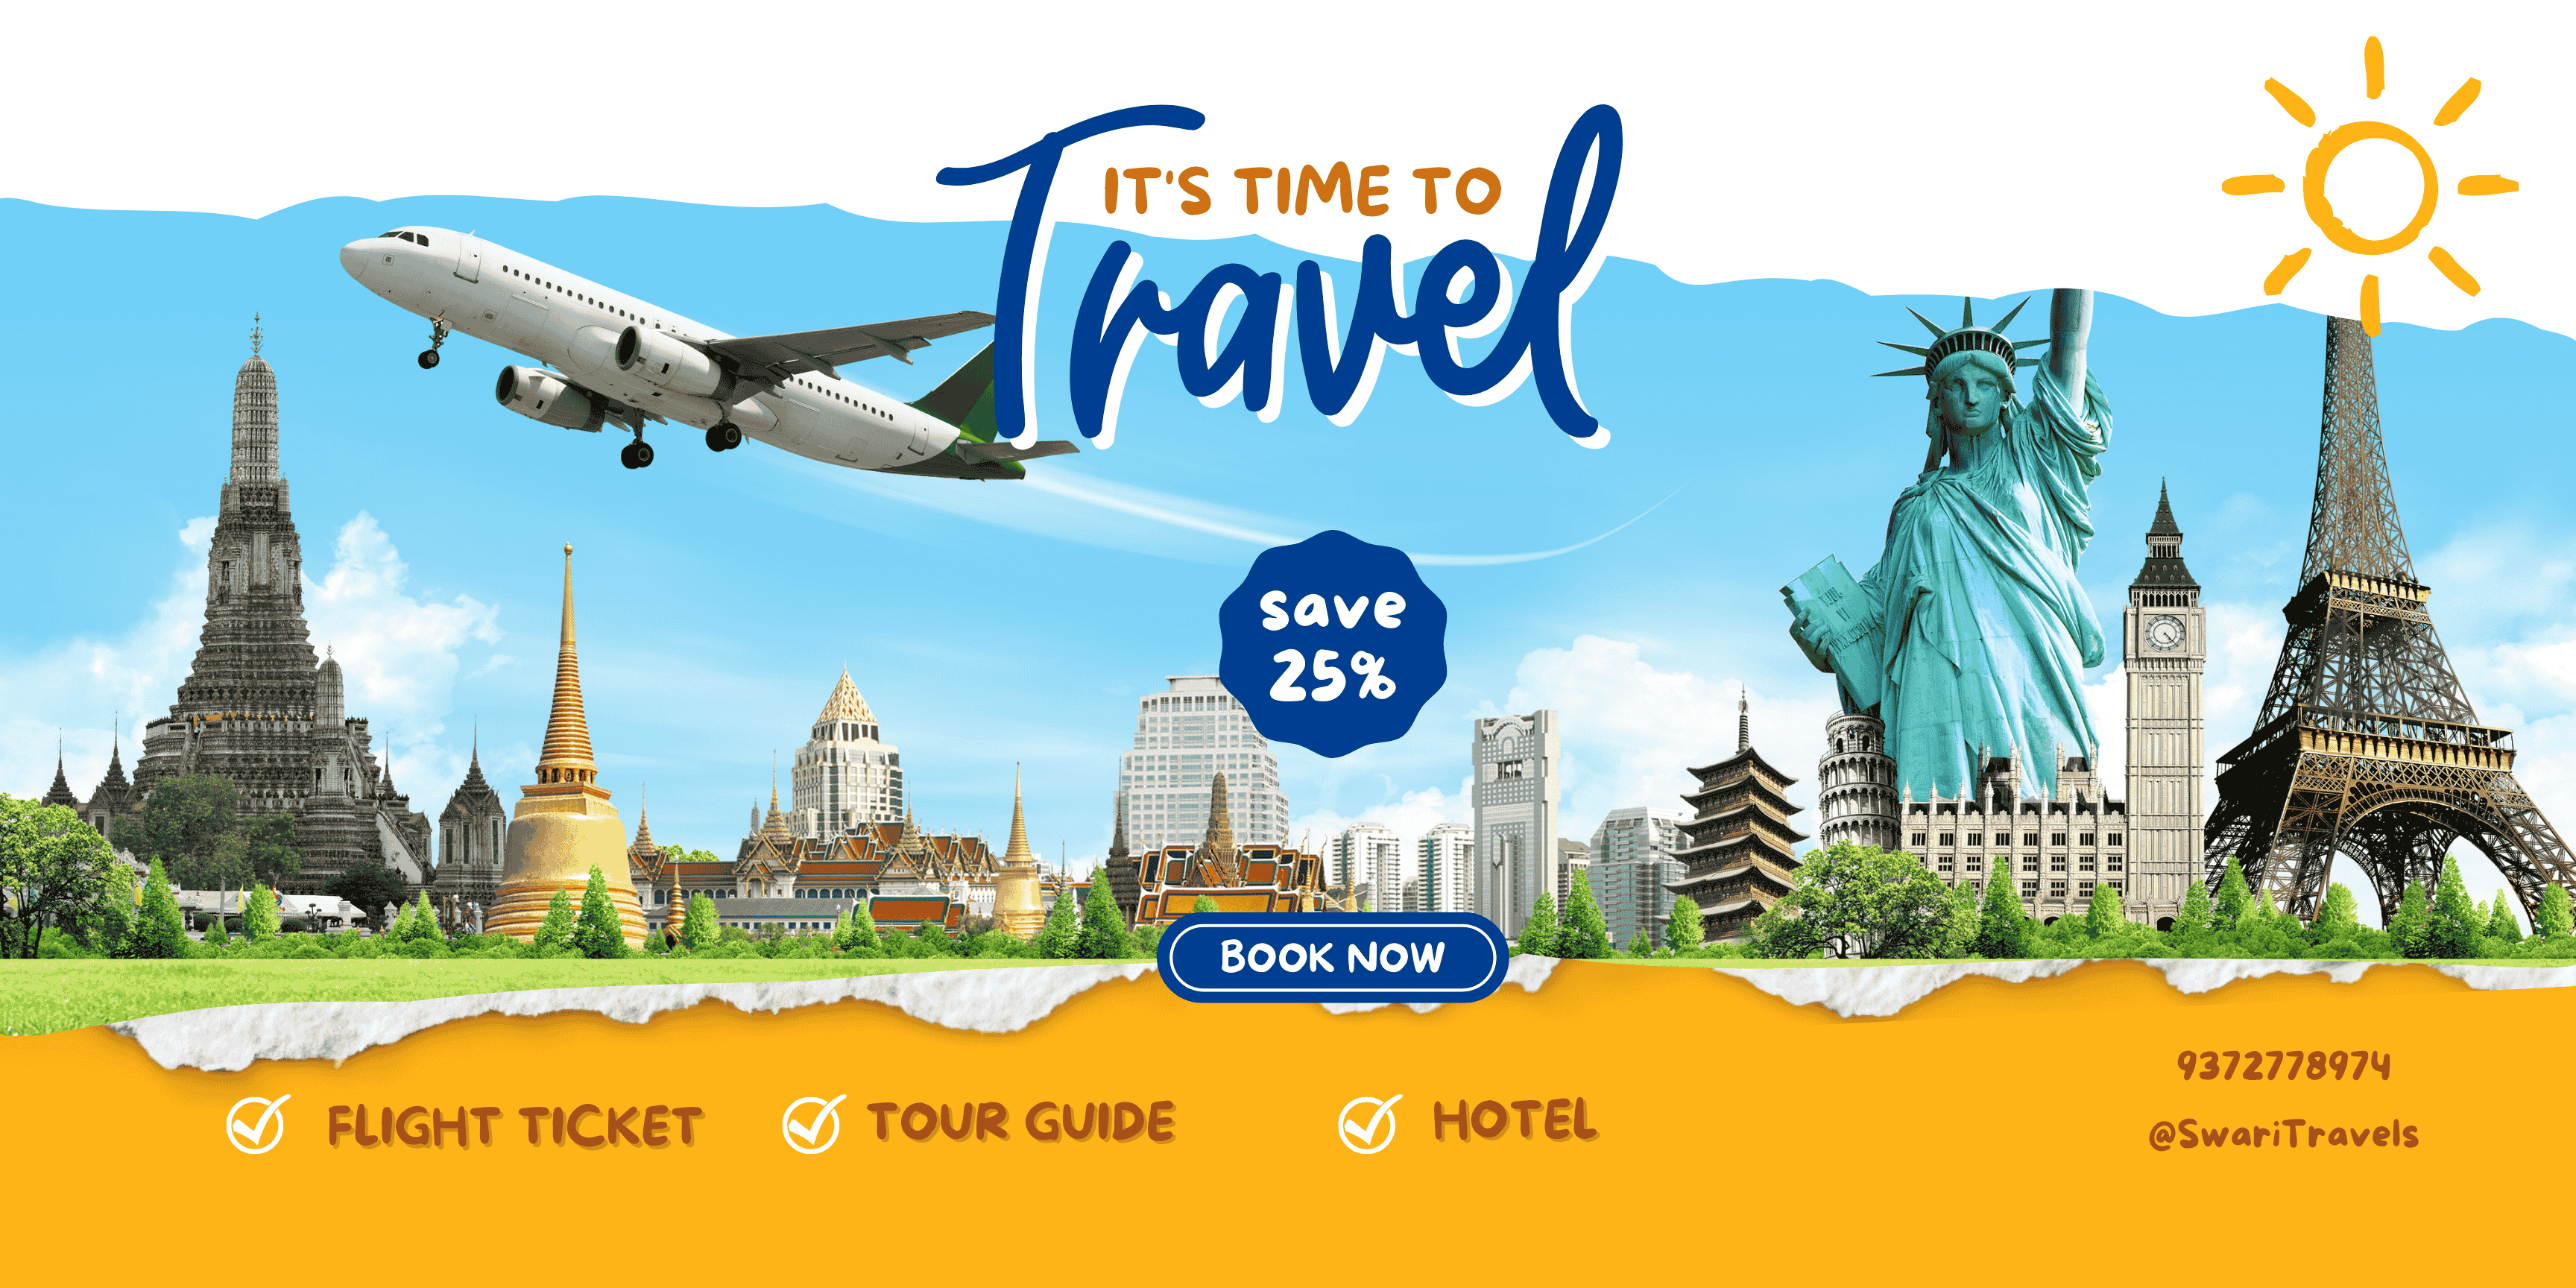 IT'S TIME TO
Travel
save
25%
BOOK NOW
FLIGHT TICKET
TOUR GUIDE
HOTEL
9372778974
@SwariTravels